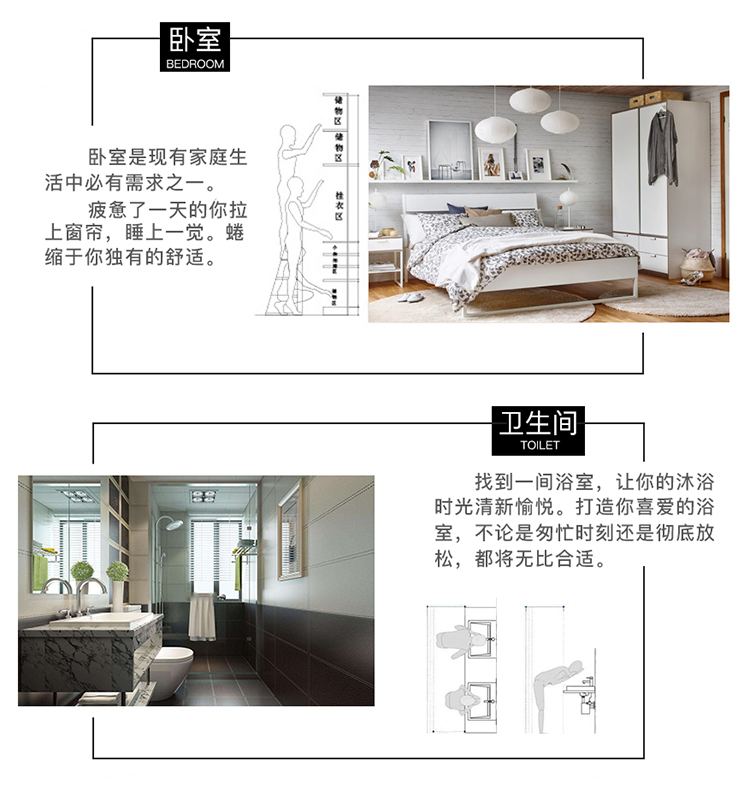 卧室
BEDROOM
卧室是现有家庭生
活中必有需求之一。
疲惫了一天的你拉
上窗帘，睡上一觉。蜷
缩于你独有的舒适。
储物区
储物区
挂衣区
储物区
卫生间
TOILET
找到一间浴室，让你的沐浴
时光清新愉悦。打造你喜爱的浴
室，不论是匆忙时刻还是彻底放
松，都将无比合适。